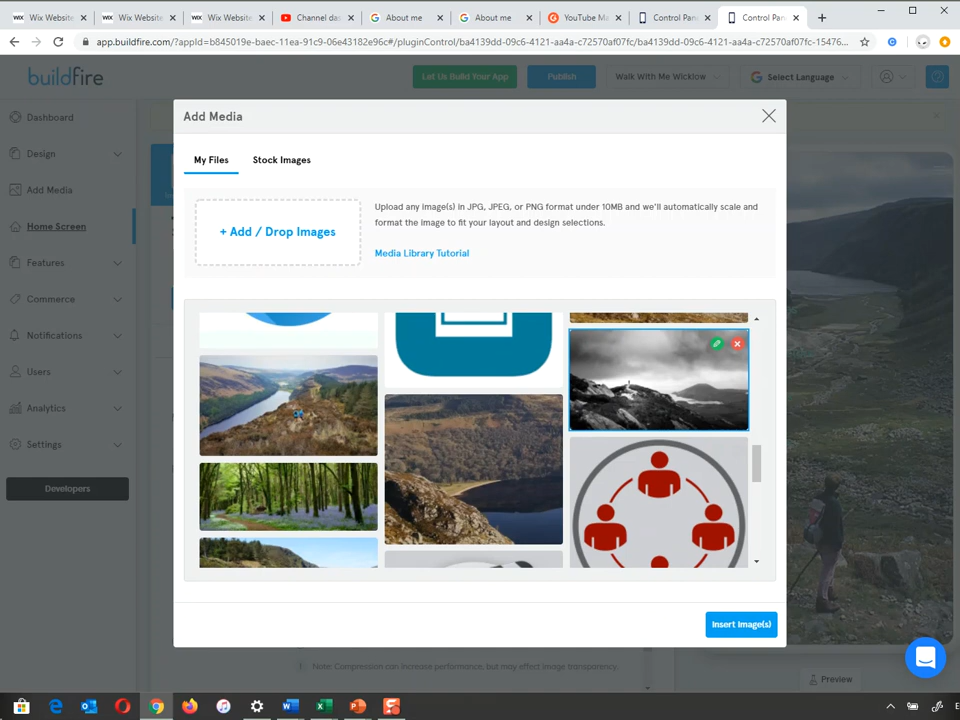 Wix Website
Wix Website
Wix Website
Channel das
About me
About me
YouTube Ma
Control Pan
Control Pan
app.buildfire.com/?appId=b845019e-baec-11ea-91c9-06e43182e96c#/pluginControl/ba4139dd-09c6-4121-aa4a-c72570af07fc/ba4139dd-09c6-4121-aa4a-c72570af07fc-15476...
buildfire
Let Us Build Your App
Publish
Walk With Me Wicklow
Select Language
Add Media
Dashboard
Design
Add Media
Home Screen
Features
Commerce
Notifications
Users
Analytics
Settings
Developers
My Files
Stock Images
+ Add / Drop Images
Upload any image(s) in JPG, JPEG, or PNG format under 10MB and we'll automatically scale and
format the image to fit your layout and design selections.
Media Library Tutorial
Insert Image(s)
Note: Compression can increase performance, but may affect image transparency.
Preview